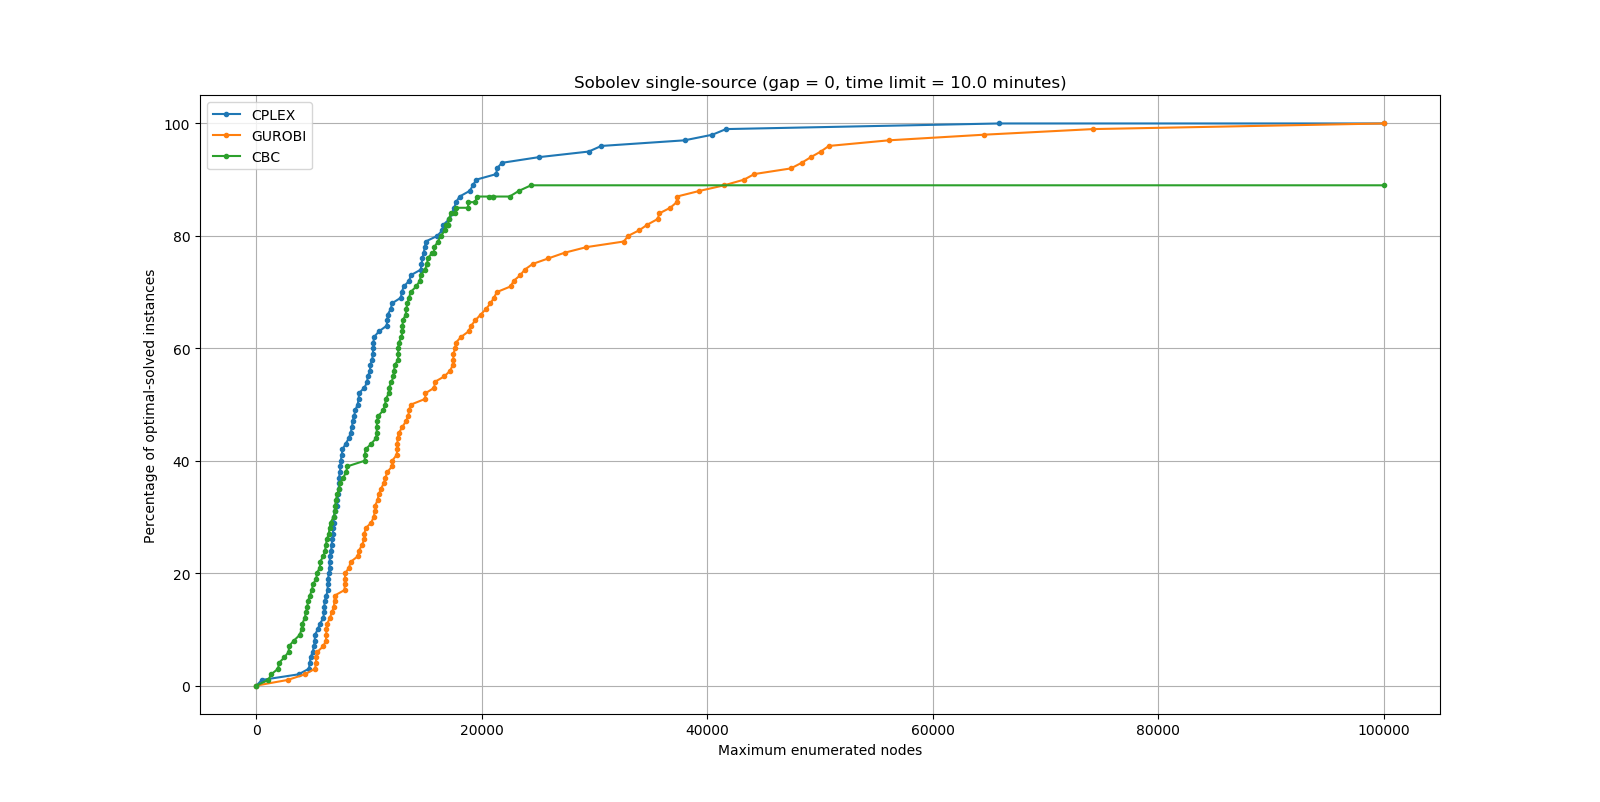 Sobolev single-source (gap = 0, time limit = 10.0 minutes)
CPLEX
GUROBI
CBC
Percentage of optimal-solved instances
100
80
60
40
20
0
0 20000 40000 60000 80000 100000
Maximum enumerated nodes